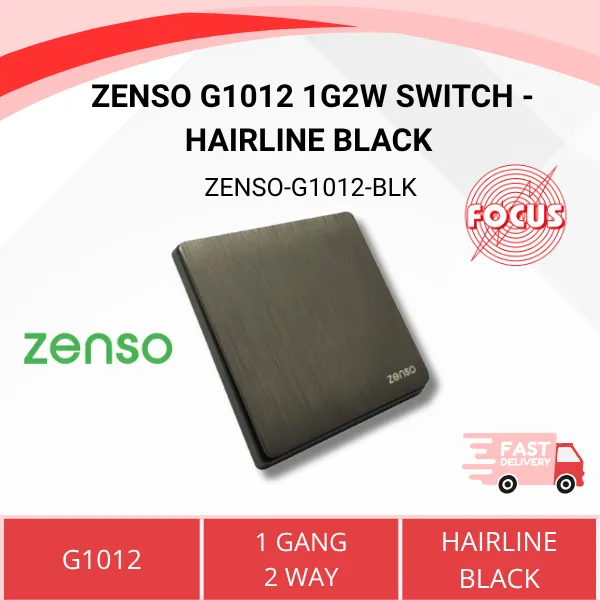 ZENSO G1012 1G2W SWITCH -
HAIRLINE BLACK
ZENSO-G1012-BLK
FOCUS
zenso
zenso
FAST
DELIVERY
G1012
1 GANG
2 WAY
HAIRLINE
BLACK